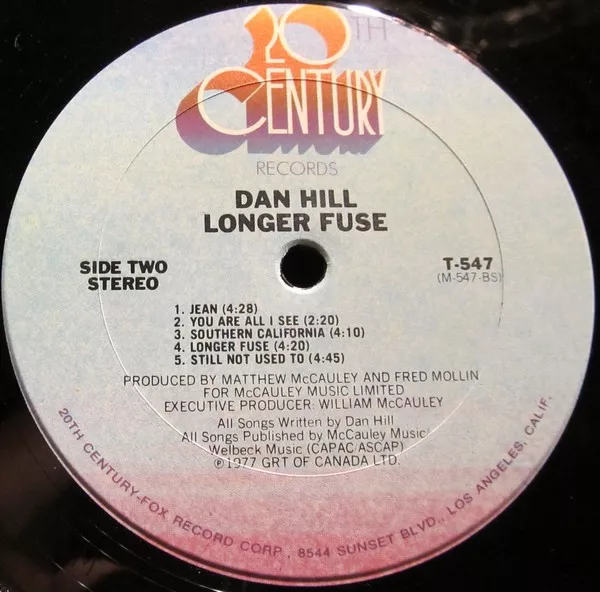 20TH
CENTURY
RECORDS
DAN HILL
LONGER FUSE
SIDE TWO
STEREO
T-547
(M-547-BS)
1. JEAN (4:28)
2. YOU ARE ALL I SEE (2:20)
3. SOUTHERN CALIFORNIA (4:10)
4. LONGER FUSE (4:20)
5. STILL NOT USED TO (4:45)
PRODUCED BY MATTHEW McCAULEY AND FRED MOLLIN
FOR McCAULEY MUSIC LIMITED
EXECUTIVE PRODUCER: WILLIAM McCAULEY
All Songs Written by Dan Hill
All Songs Published by McCauley Music/
Welbeck Music (CAPAC/ASCAP)
℗1977 GRT OF CANADA LTD.
20TH CENTURY-FOX RECORD CORP., 8544 SUNSET BLVD., LOS ANGELES, CALIF.